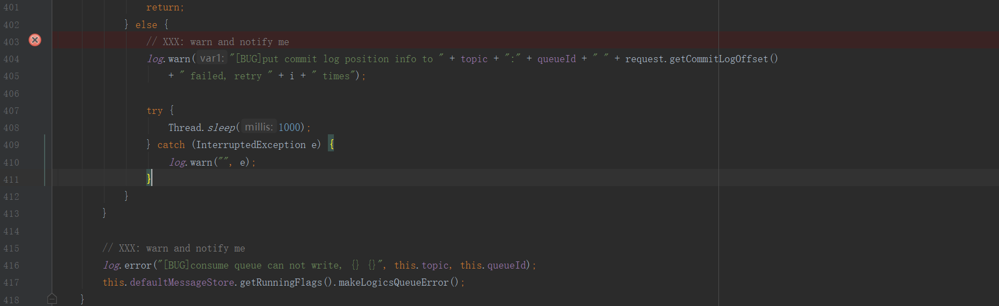 401 return;
402 } else {
403 // XXX: warn and notify me
404 log.warn( var1: "[BUG]put commit log position info to " + topic + ":" + queueId + " " + request.getCommitLogOffset()
405 + " failed, retry " + i + " times");
406
407 try {
408 Thread.sleep( millis: 1000);
409 } catch (InterruptedException e) {
410 log.warn("", e);
411 }
412 }
413 }
414
415 // XXX: warn and notify me
416 log.error("[BUG]consume queue can not write, {} {}", this.topic, this.queueId);
417 this.defaultMessageStore.getRunningFlags().makeLogicsQueueError();
418 }